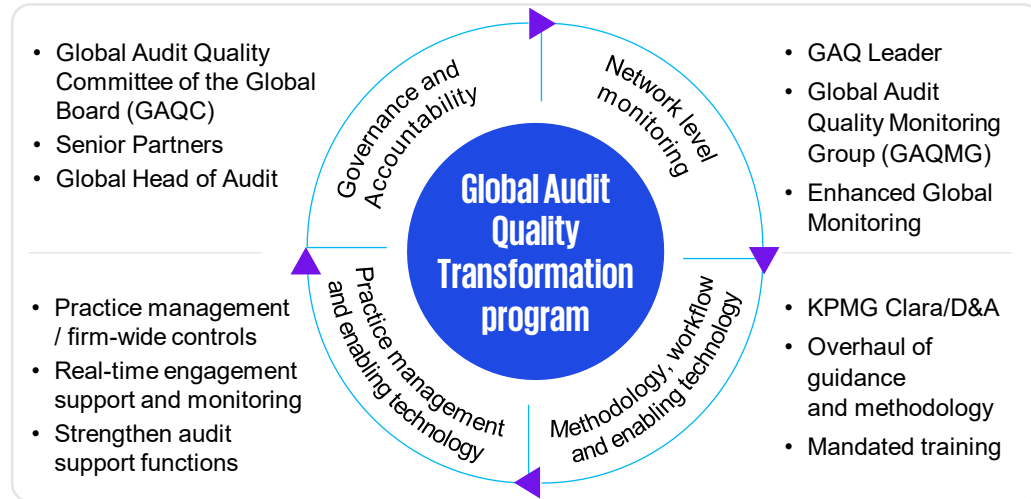 • Global Audit Quality
Committee of the Global
Board (GAQC)
• Senior Partners
• Global Head of Audit
Governance and
Accountability
Network level
monitoring
• GAQ Leader
• Global Audit
Quality Monitoring
Group (GAQMG)
• Enhanced Global
Monitoring
Global Audit
Quality
Transformation
program
• Practice management
/ firm-wide controls
• Real-time engagement
support and monitoring
• Strengthen audit
support functions
Practice management
and enabling technology
Methodology, workflow
and enabling technology
• KPMG Clara/D&A
• Overhaul of
guidance
and methodology
• Mandated training